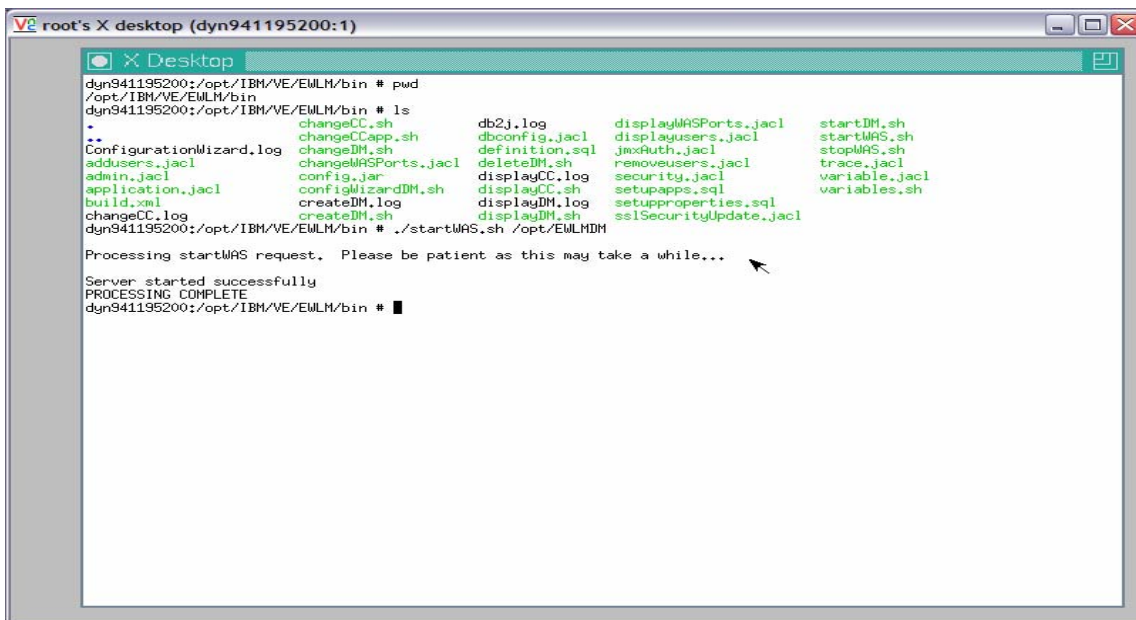 root's X desktop (dyn941195200:1)
X Desktop
dyn941195200:/opt/IBM/VE/EWLM/bin # pwd
/opt/IBM/VE/EWLM/bin
dyn941195200:/opt/IBM/VE/EWLM/bin # ls
. changeCC.sh db2j.log displayWASPorts.jacl startDM.sh
.. changeCCapp.sh dbconfig.jacl displayusers.jacl startWAS.sh
ConfigurationWizard.log changeDM.sh definition.sql jmxAuth.jacl stopWAS.sh
addusers.jacl changeWASPorts.jacl deleteDM.sh removeusers.jacl trace.jacl
admin.jacl config.jar displayCC.log security.jacl variable.jacl
application.jacl configWizardDM.sh displayCC.sh setupapps.sql variables.sh
build.xml createDM.log displayDM.log setupproperties.sql
changeCC.log createDM.sh displayDM.sh sslSecurityUpdate.jacl
dyn941195200:/opt/IBM/VE/EWLM/bin # ./startWAS.sh /opt/EWLMDM
Processing startWAS request. Please be patient as this may take a while...
Server started successfully
PROCESSING COMPLETE
dyn941195200:/opt/IBM/VE/EWLM/bin #